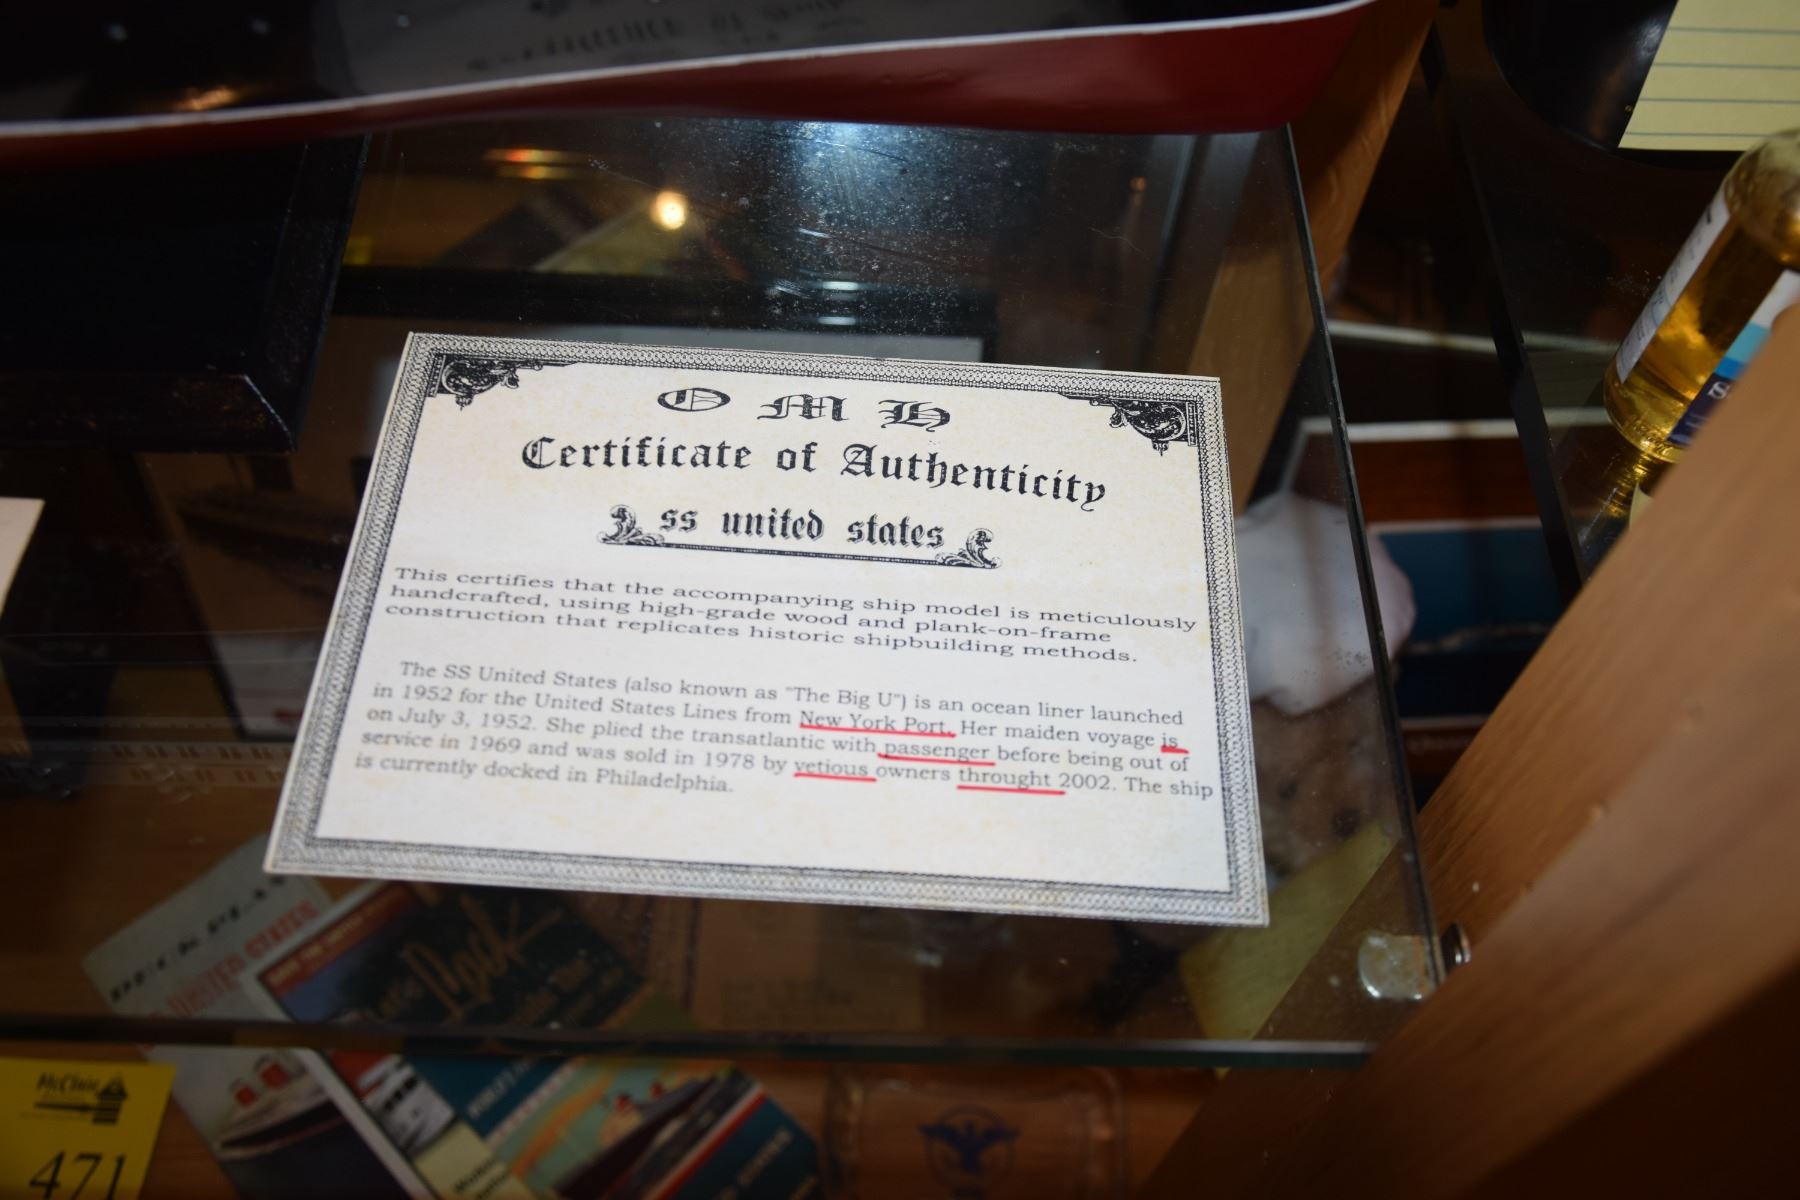 O M H
Certificate of Authenticity
ss united states
This certifies that the accompanying ship model is meticulously
handcrafted, using high-grade wood and plank-on-frame
construction that replicates historic shipbuilding methods.
The SS United States (also known as "The Big U") is an ocean liner launched
in 1952 for the United States Lines from New York Port. Her maiden voyage is
on July 3, 1952. She plied the transatlantic with passenger before being out of
service in 1969 and was sold in 1978 by vetious owners throught 2002. The ship
is currently docked in Philadelphia.
UNITED STATES
McClain
471